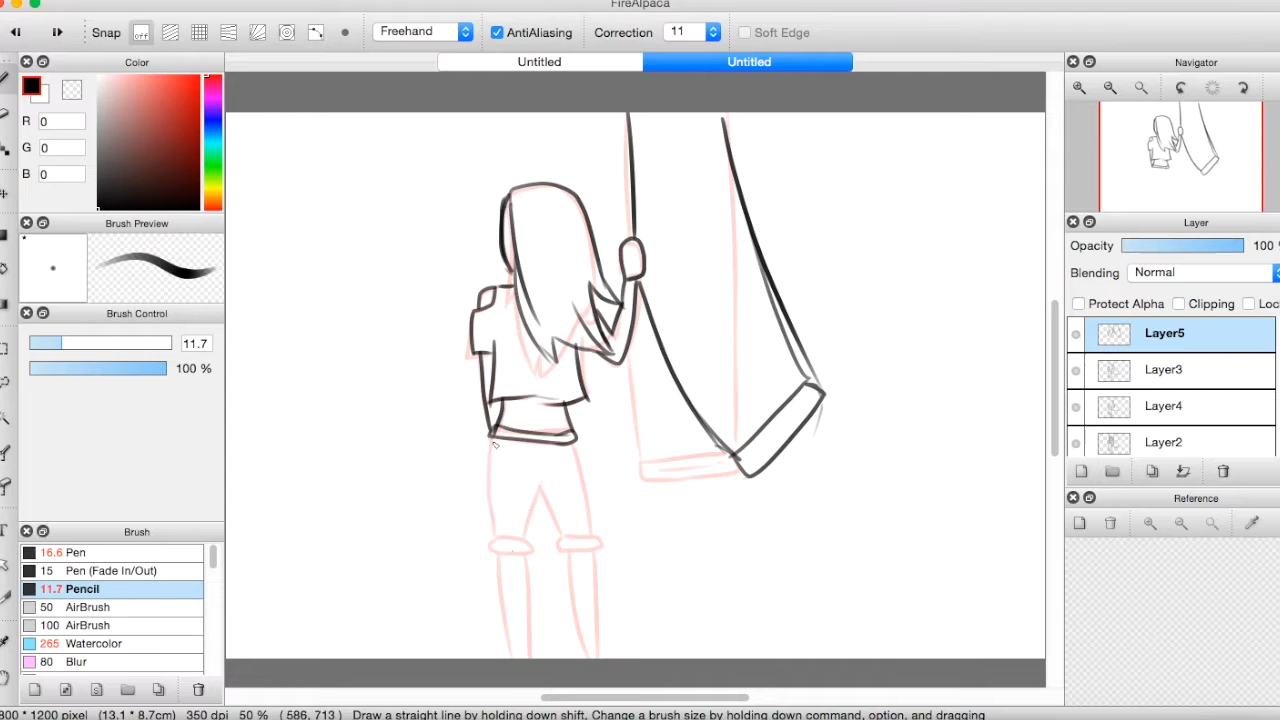 FireAlpaca
Snap off Freehand AntiAliasing Correction 11 Soft Edge
Color
Untitled
Untitled
Navigator
R 0
G 0
B 0
Brush Preview
Layer
Opacity 100
Blending Normal
Brush Control
Protect Alpha Clipping Loc
11.7
Layer5
100 %
Layer3
Layer4
Layer2
Reference
Brush
16.6 Pen
15 Pen (Fade In/Out)
11.7 Pencil
50 AirBrush
100 AirBrush
265 Watercolor
80 Blur
800 * 1200 pixel (13.1 * 8.7cm) 350 dpi 50 % ( 586, 713 ) Draw a straight line by holding down shift, Change a brush size by holding down command, option, and dragging